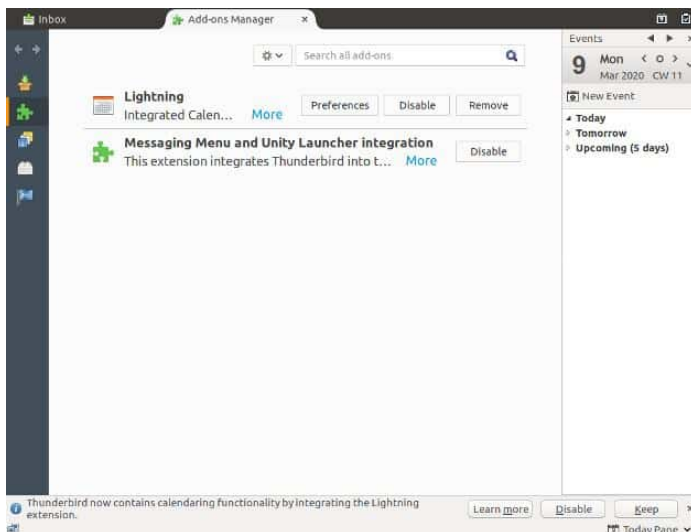 Inbox
Add-ons Manager
Search all add-ons
Lightning
Integrated Calen... More
Preferences
Disable
Remove
Messaging Menu and Unity Launcher integration
This extension integrates Thunderbird into t... More
Disable
Events
9
Mon
Mar 2020 CW 11
New Event
Today
Tomorrow
Upcoming (5 days)
Thunderbird now contains calendaring functionality by integrating the Lightning
extension.
Learn more
Disable
Keep
Today Pane